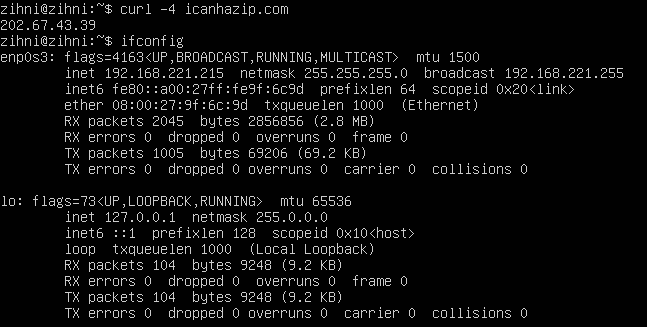 zihni@zihni:~$ curl -4 icanhazip.com
202.67.43.39
zihni@zihni:~$ ifconfig
enp0s3: flags=4163<UP,BROADCAST,RUNNING,MULTICAST>  mtu 1500
        inet 192.168.221.215  netmask 255.255.255.0  broadcast 192.168.221.255
        inet6 fe80::a00:27ff:fe9f:6c9d  prefixlen 64  scopeid 0x20<link>
        ether 08:00:27:9f:6c:9d  txqueuelen 1000  (Ethernet)
        RX packets 2045  bytes 2856856 (2.8 MB)
        RX errors 0  dropped 0  overruns 0  frame 0
        TX packets 1005  bytes 69206 (69.2 KB)
        TX errors 0  dropped 0 overruns 0  carrier 0  collisions 0

lo: flags=73<UP,LOOPBACK,RUNNING>  mtu 65536
        inet 127.0.0.1  netmask 255.0.0.0
        inet6 ::1  prefixlen 128  scopeid 0x10<host>
        loop  txqueuelen 1000  (Local Loopback)
        RX packets 104  bytes 9248 (9.2 KB)
        RX errors 0  dropped 0  overruns 0  frame 0
        TX packets 104  bytes 9248 (9.2 KB)
        TX errors 0  dropped 0 overruns 0  carrier 0  collisions 0